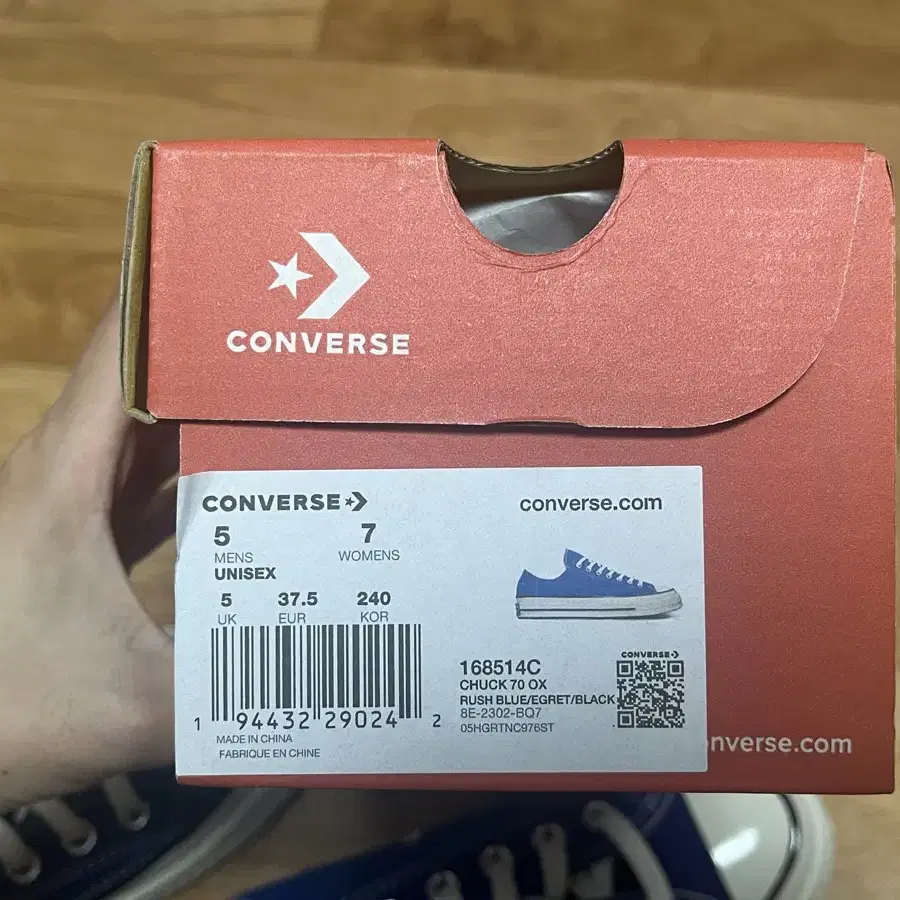 CONVERSE
CONVERSE
converse.com
5
7
MENS
WOMENS
UNISEX
5
37.5
240
UK
EUR
KOR
1 94432 29024 2
MADE IN CHINA
FABRIQUE EN CHINE
168514C
CHUCK 70 OX
RUSH BLUE/EGRET/BLACK
8E-2302-BQ7
05HGRTNC976ST
CONVERSE
onverse.com